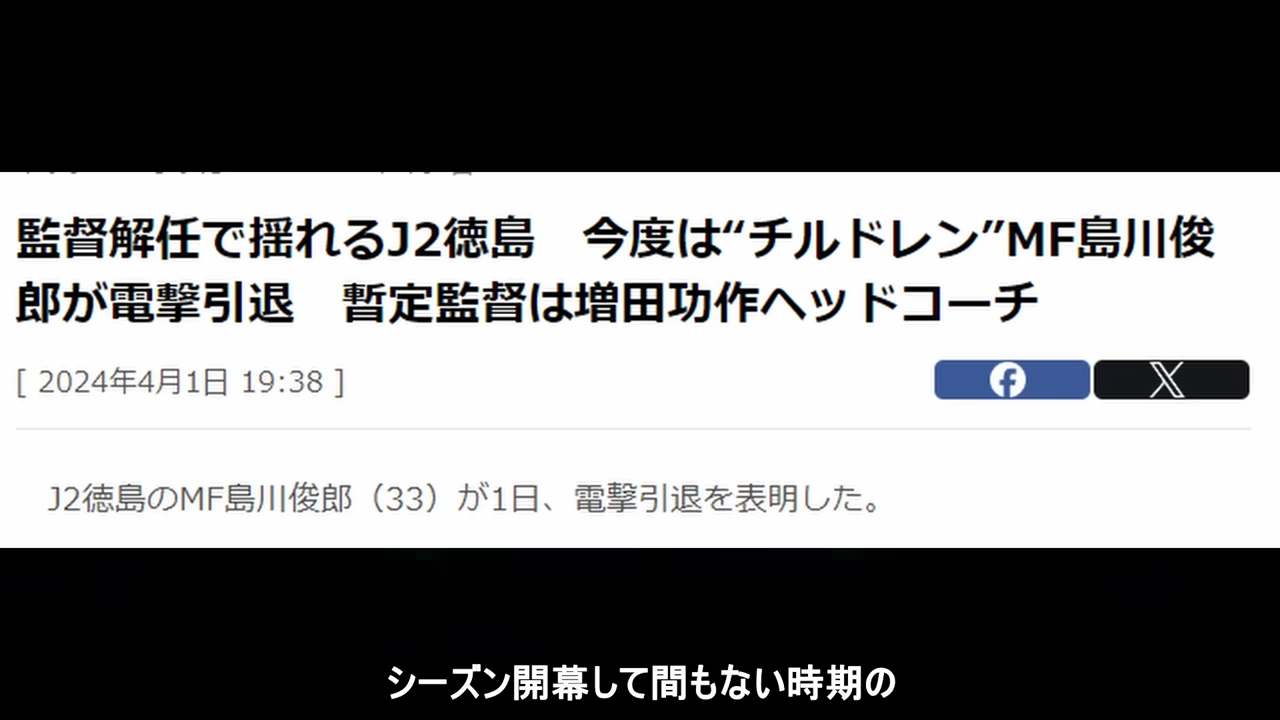 監督解任で揺れるJ2徳島　今度は“チルドレン”MF島川俊
郎が電撃引退　暫定監督は増田功作ヘッドコーチ
[ 2024年4月1日 19:38 ]
J2徳島のMF島川俊郎（33）が1日、電撃引退を表明した。
シーズン開幕して間もない時期の